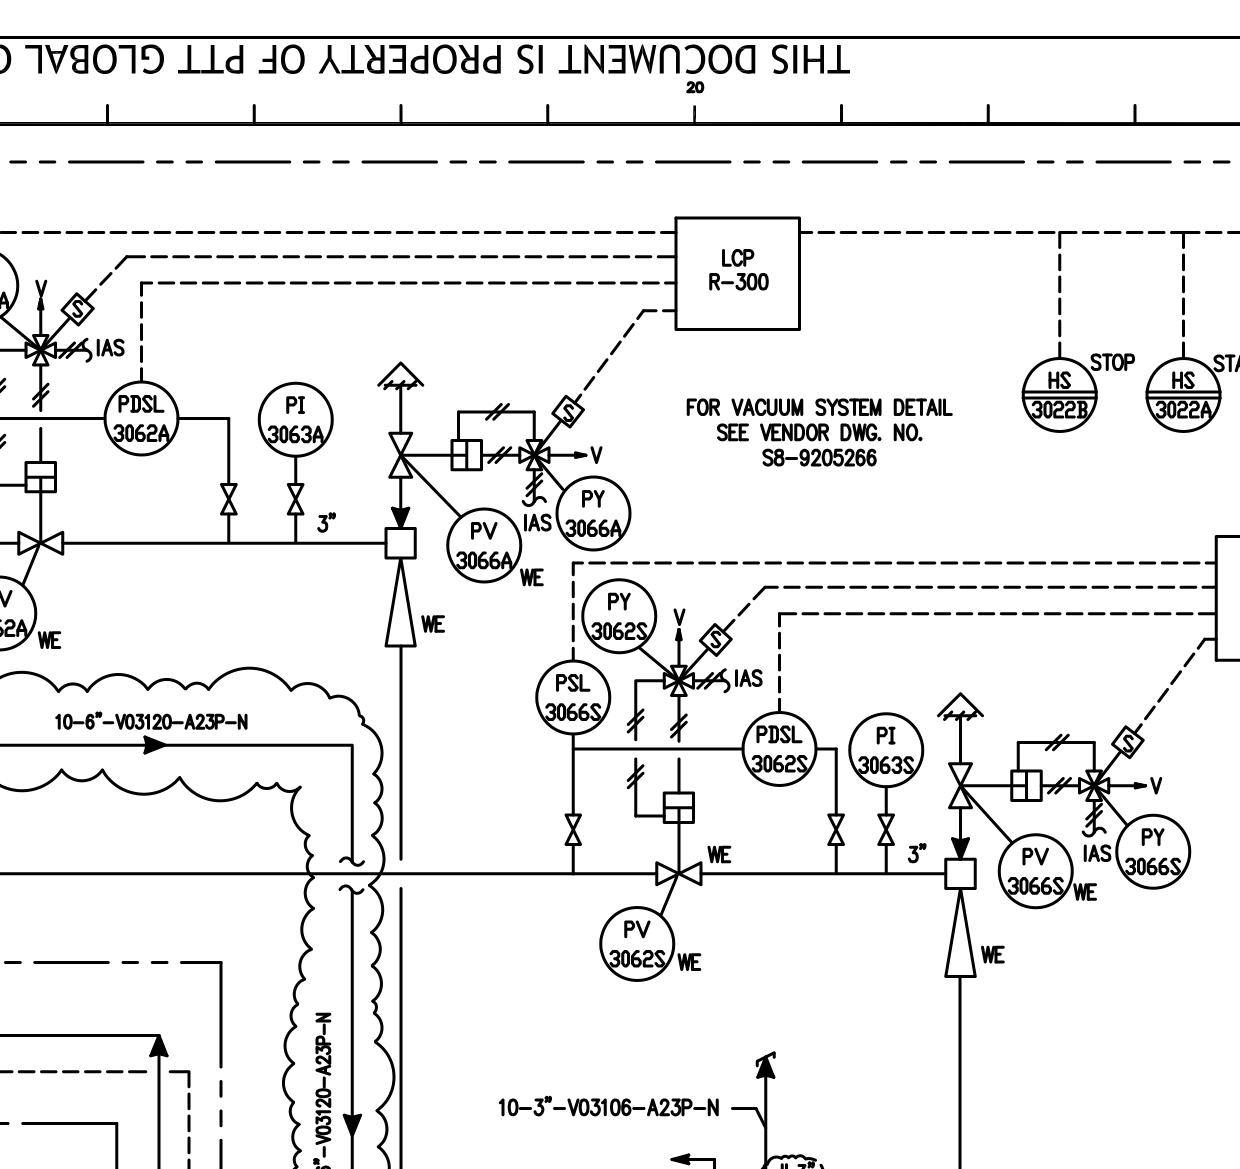 THIS DOCUMENT IS PROPERTY OF PTT GLOBAL
20
LCP
R-300
V
S
IAS
PDSL
3062A
PI
3063A
3"
S
V
IAS
PY
3066A
PV
3066A
WE
WE
WE
FOR VACUUM SYSTEM DETAIL
SEE VENDOR DWG. NO.
S8-9205266
HS
3022B
STOP
HS
3022A
PY
3062S
V
S
IAS
PSL
3066S
PDSL
3062S
PI
3063S
3"
WE
PV
3062S
WE
S
V
IAS
PY
3066S
PV
3066S
WE
WE
10-6"-V03120-A23P-N
"-V03120-A23P-N
10-3"-V03106-A23P-N